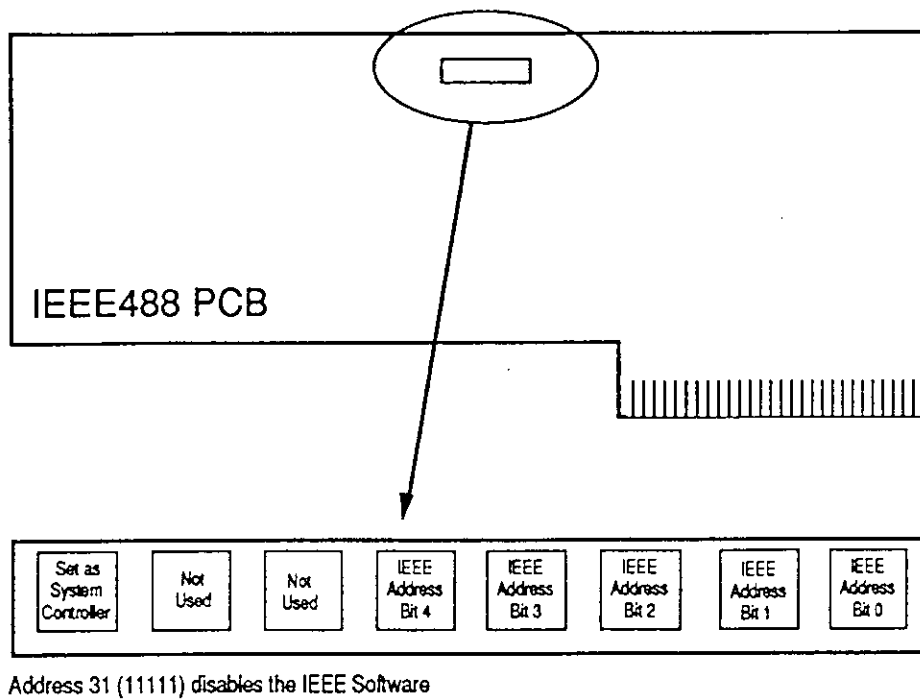 IEEE488 PCB
Set as
System
Controller
Not
Used
Not
Used
IEEE
Address
Bit 4
IEEE
Address
Bit 3
IEEE
Address
Bit 2
IEEE
Address
Bit 1
IEEE
Address
Bit 0
Address 31 (11111) disables the IEEE Software